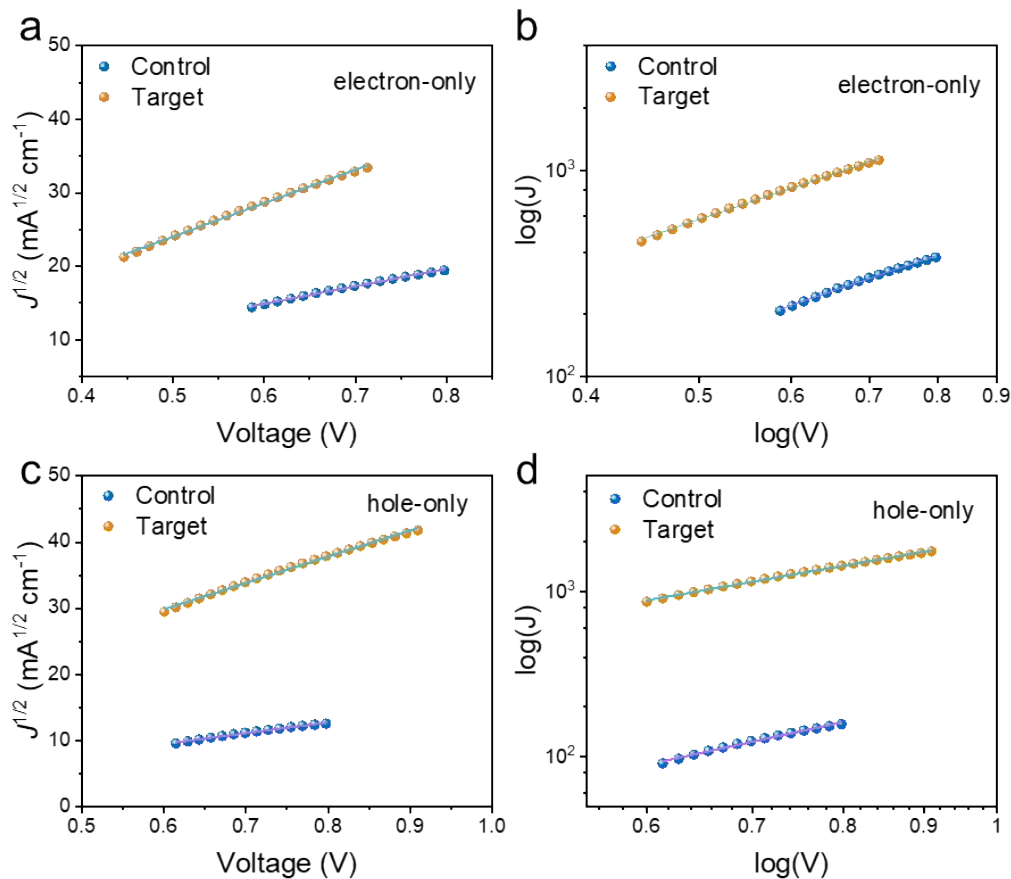 a
50
40
30
20
10
Control
Target
electron-only
J1/2 (mA1/2 cm-1)
0.4 0.5 0.6 0.7 0.8
Voltage (V)
b
103
102
Control
Target
electron-only
log(J)
0.4 0.5 0.6 0.7 0.8 0.9
log(V)
c
50
40
30
20
10
0
Control
Target
hole-only
J1/2 (mA1/2 cm-1)
0.5 0.6 0.7 0.8 0.9 1.0
Voltage (V)
d
103
102
Control
Target
hole-only
log(J)
0.6 0.7 0.8 0.9 1
log(V)